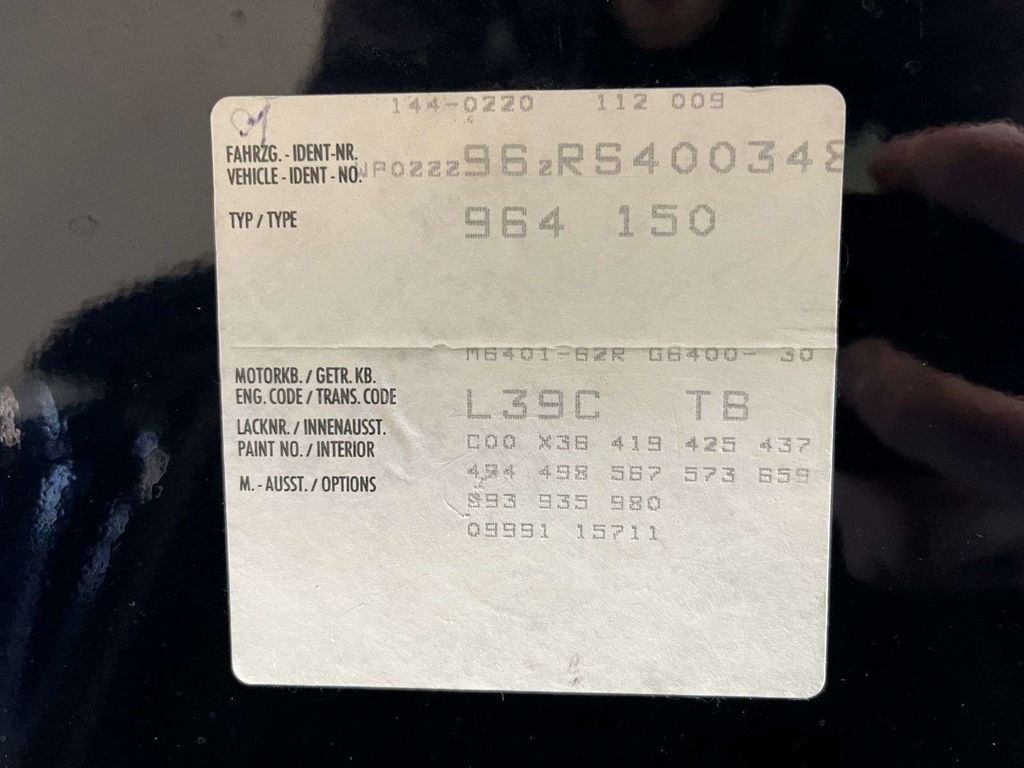 144-0220 112 009
FAHRZG. - IDENT-NR.
VEHICLE - IDENT - NO. WP0ZZZ96ZRS400348
TYP / TYPE 964 150
M6401-62R G6400- 30
MOTORKB. / GETR. KB.
ENG. CODE / TRANS. CODE L39C TB
LACKNR. / INNENAUSST.
PAINT NO. / INTERIOR C00 X38 419 425 437
M. - AUSST. / OPTIONS 494 498 567 573 659
893 935 980
09991 15711